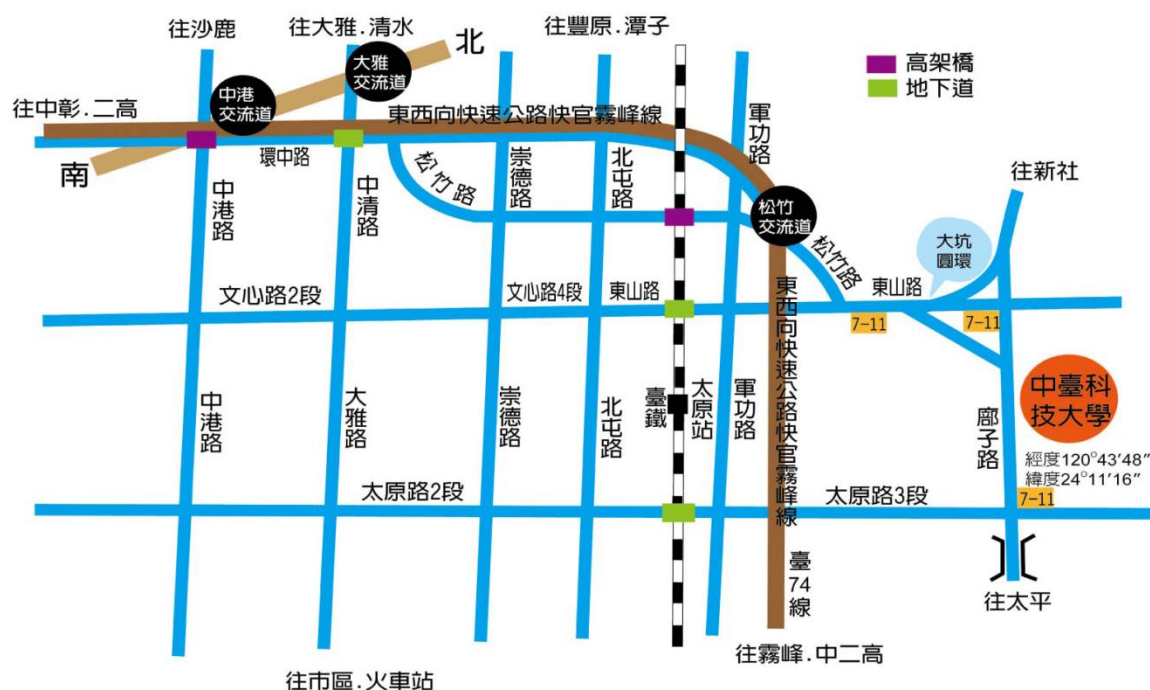 往沙鹿
往大雅.清水
北
往豐原.潭子
高架橋
地下道
大雅
交流道
中港
交流道
往中彰.二高
東西向快速公路快官霧峰線
軍功路
南
環中路
松竹路
崇德路
北屯路
中港路
中清路
松竹
交流道
松竹路
往新社
大坑
圓環
文心路2段
文心路4段
東山路
東山路
7-11
7-11
東西向快速公路快官霧峰線
中港路
大雅路
崇德路
北屯路
臺鐵
太原站
軍功路
中臺科
技大學
廍子路
經度120°43′48″
緯度24°11′16″
7-11
太原路2段
太原路3段
臺74線
往太平
往霧峰.中二高
往市區.火車站